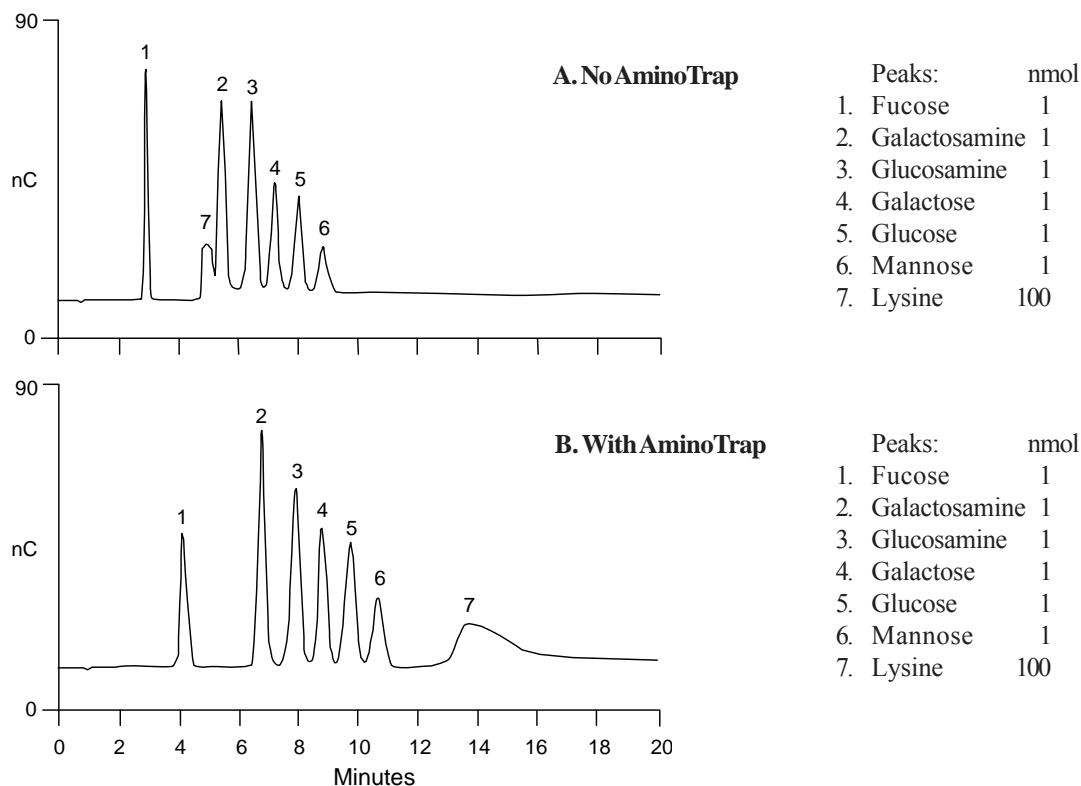 90
nC
0
1
7
2
3
4
5
6
A. No AminoTrap
Peaks: nmol
1. Fucose 1
2. Galactosamine 1
3. Glucosamine 1
4. Galactose 1
5. Glucose 1
6. Mannose 1
7. Lysine 100
90
nC
0
1
2
3
4
5
6
7
B. With AminoTrap
Peaks: nmol
1. Fucose 1
2. Galactosamine 1
3. Glucosamine 1
4. Galactose 1
5. Glucose 1
6. Mannose 1
7. Lysine 100
0 2 4 6 8 10 12 14 16 18 20
Minutes